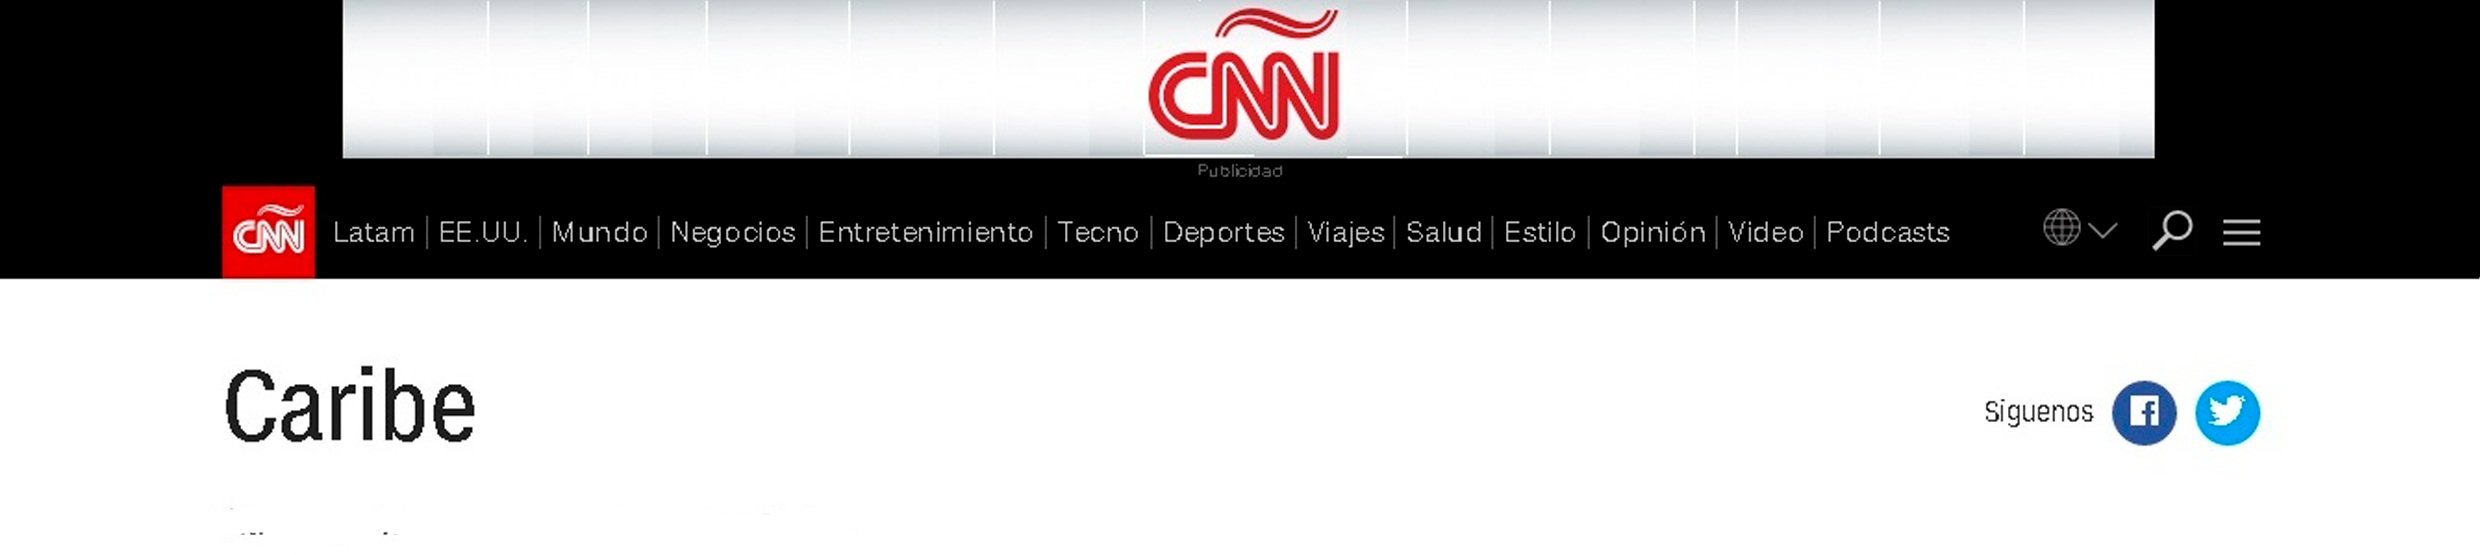 CNN
Publicidad
CNN Latam EE.UU. Mundo Negocios Entretenimiento Tecno Deportes Viajes Salud Estilo Opinión Video Podcasts
Caribe
Síguenos